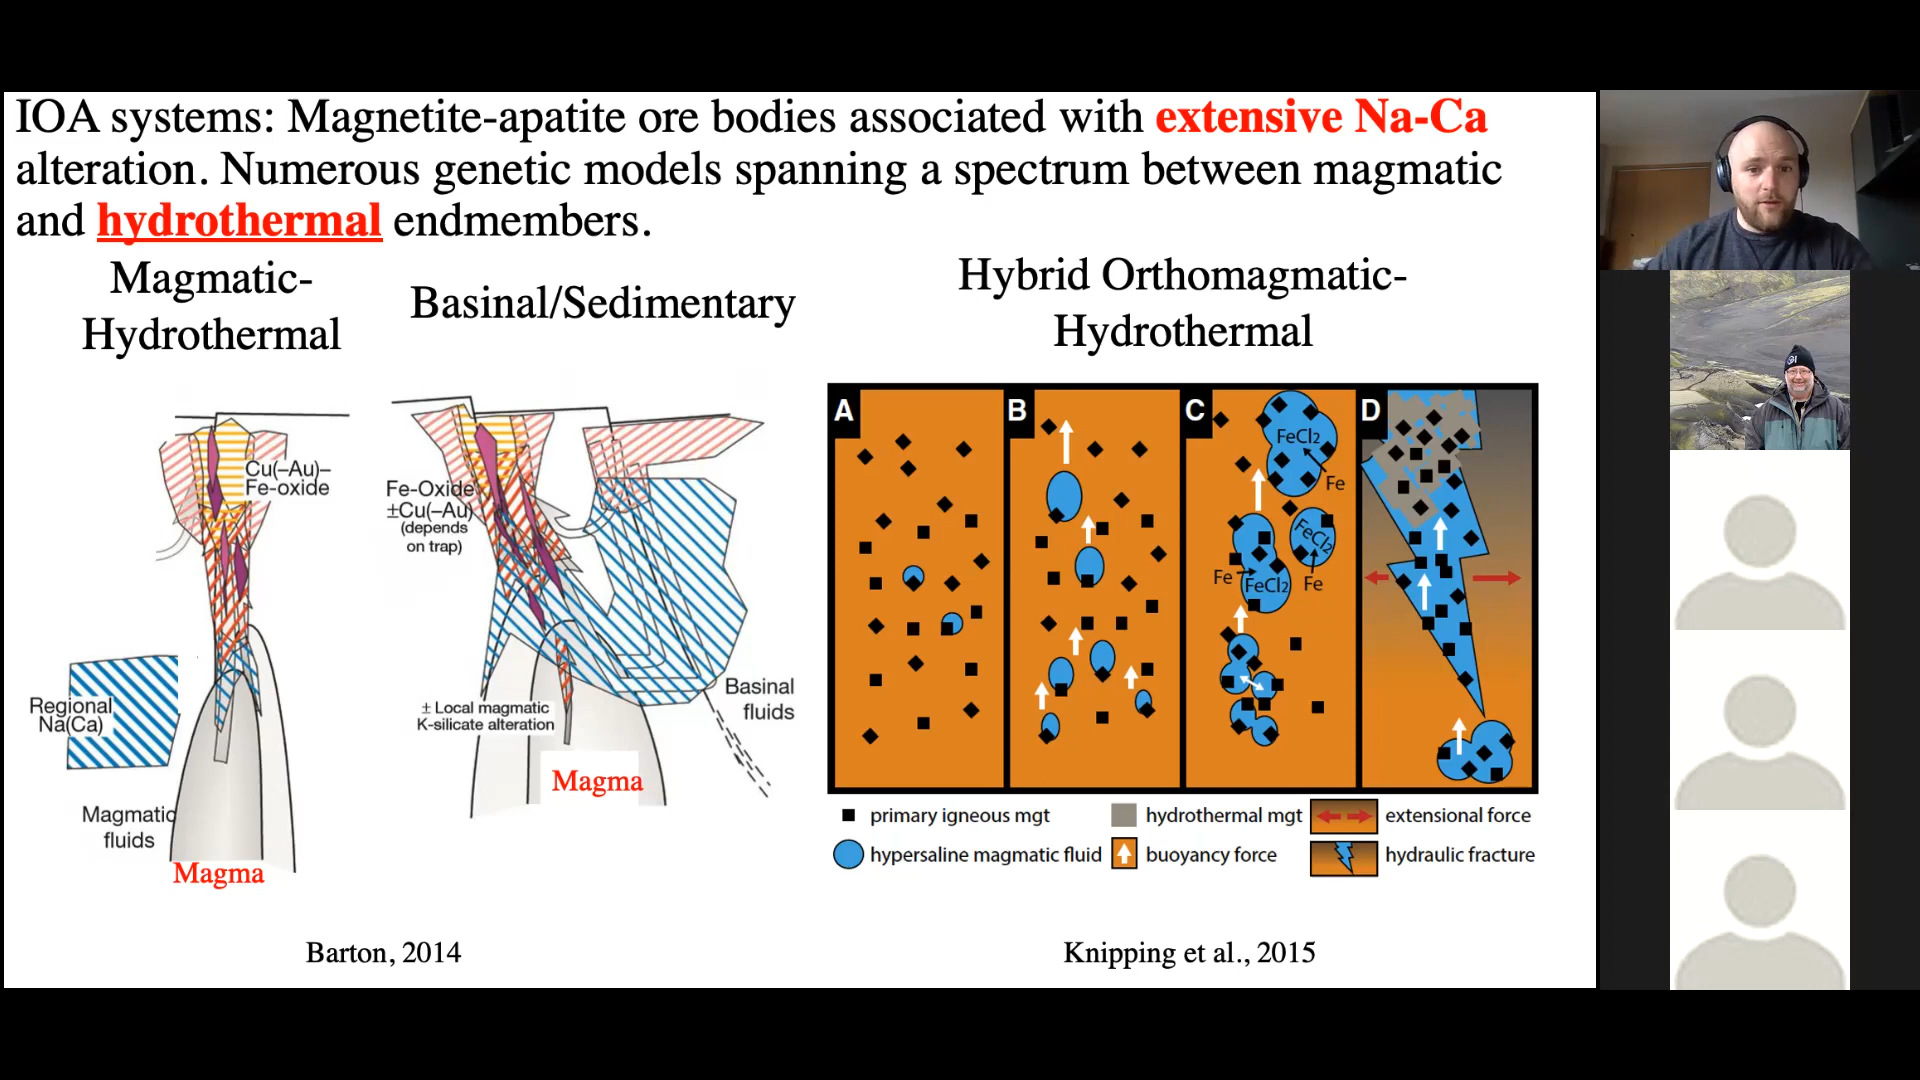 IOA systems: Magnetite-apatite ore bodies associated with extensive Na-Ca
alteration. Numerous genetic models spanning a spectrum between magmatic
and hydrothermal endmembers.
Magmatic-
Hydrothermal
Basinal/Sedimentary
Hybrid Orthomagmatic-
Hydrothermal
Cu(–Au)–
Fe-oxide
Regional
Na(Ca)
Magmatic
fluids
Magma
Fe-Oxide
±Cu(–Au)
(depends
on trap)
± Local magmatic
K-silicate alteration
Magma
Basinal
fluids
A
B
C
D
FeCl2
Fe
FeCl2
Fe
FeCl2
Fe
primary igneous mgt
hydrothermal mgt
extensional force
hypersaline magmatic fluid
buoyancy force
hydraulic fracture
Barton, 2014
Knipping et al., 2015